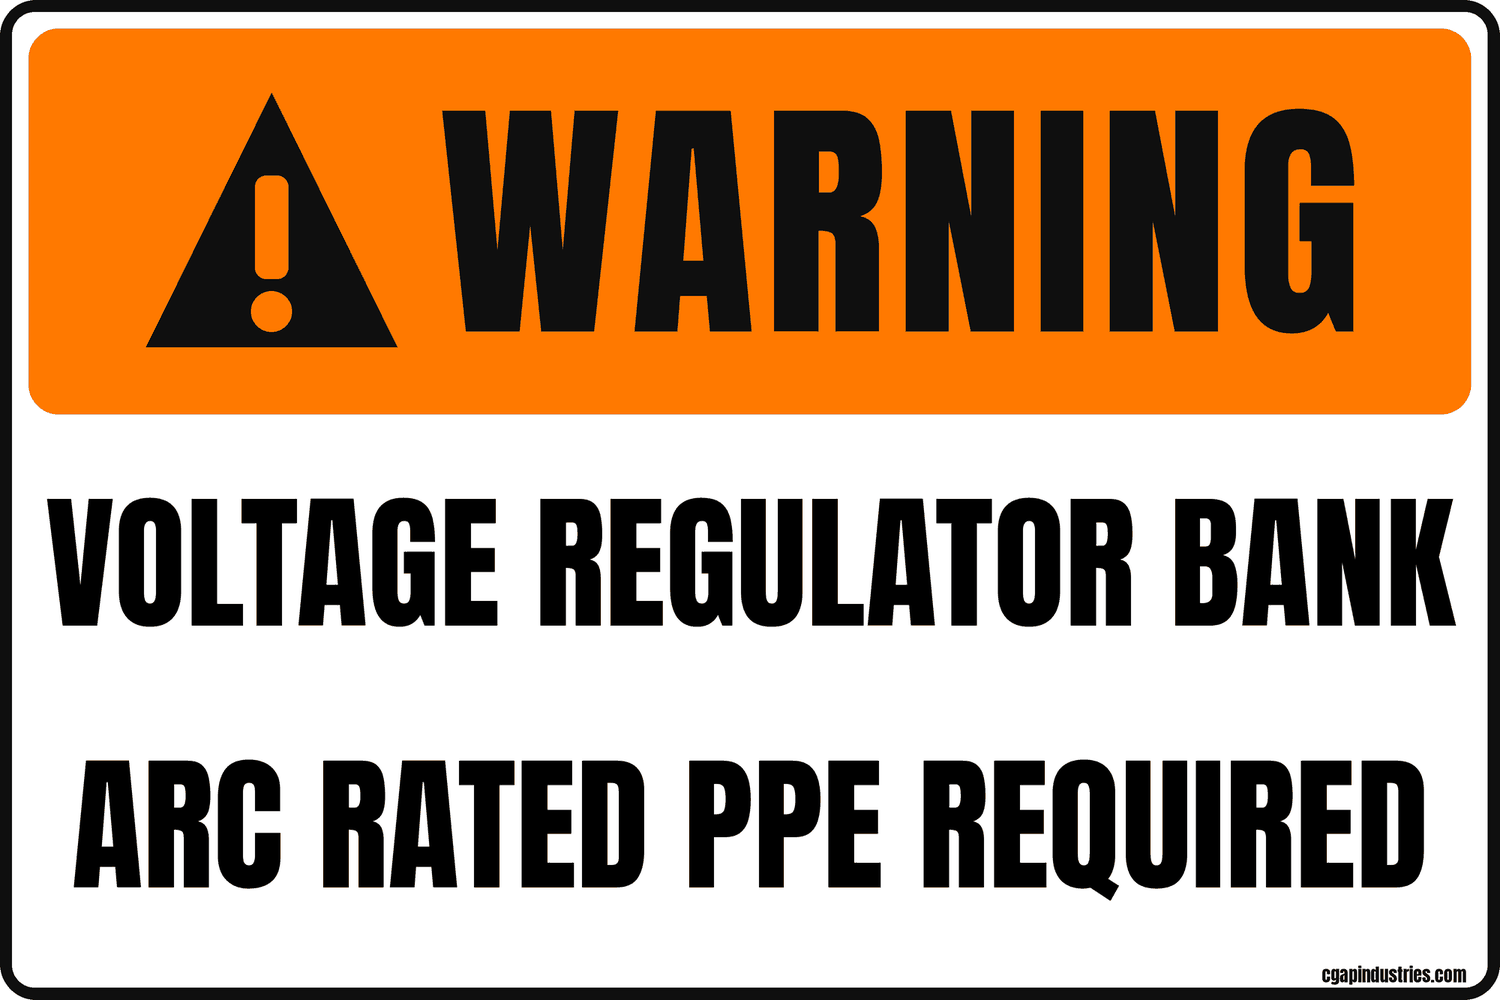 WARNING
VOLTAGE REGULATOR BANK
ARC RATED PPE REQUIRED
cgapindustries.com